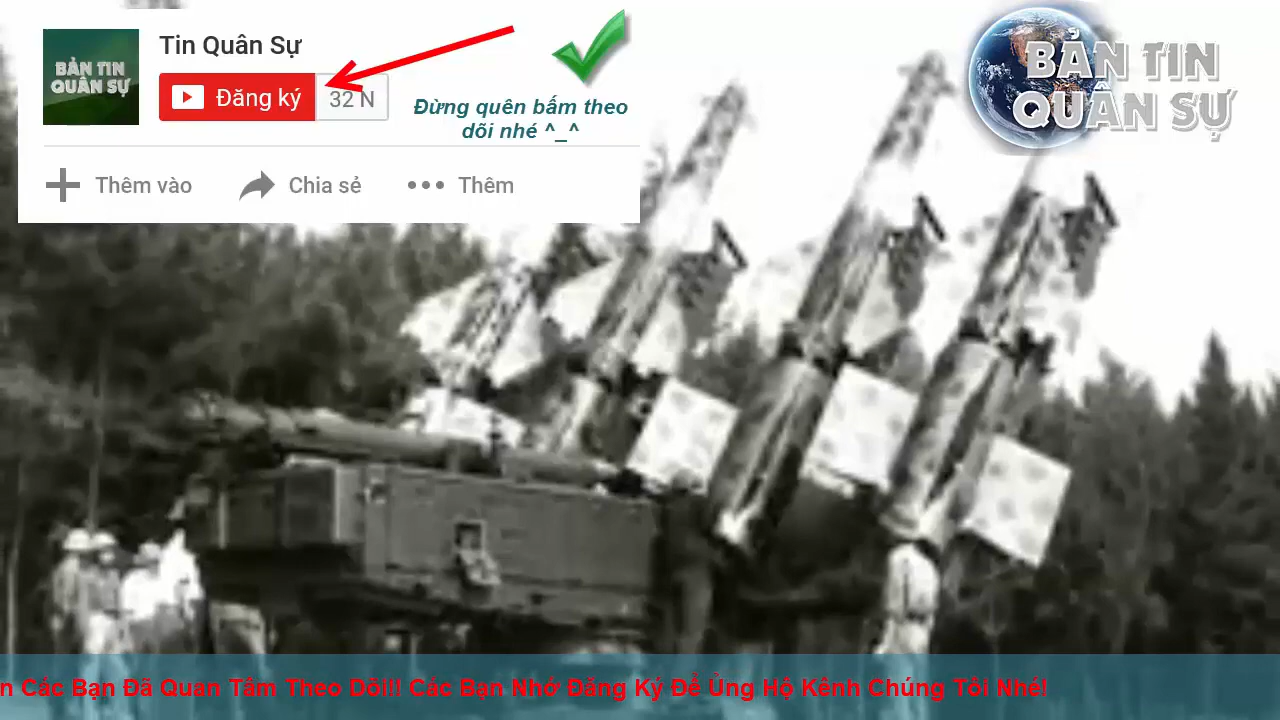 Tin Quân Sự
BẢN TIN
QUÂN SỰ
Đăng ký
32 N
Đừng quên bấm theo
dõi nhé ^_^
Thêm vào
Chia sẻ
Thêm
BẢN TIN
QUÂN SỰ
n Các Bạn Đã Quan Tâm Theo Dõi!! Các Bạn Nhớ Đăng Ký Để Ủng Hộ Kênh Chúng Tôi Nhé!